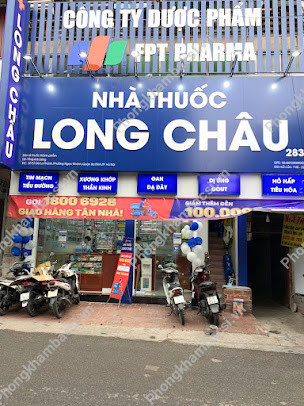 CÔNG TY DƯỢC PHẨM
FPT PHARMA
LONG CHÂU
NHÀ THUỐC
LONG CHÂU
283
TIM MẠCH
TIỂU ĐƯỜNG
XƯƠNG KHỚP
THẦN KINH
GAN
DẠ DÀY
DỊ ỨNG
GOUT
HÔ HẤP
TIÊU HÓA
GỌI 1800 6928
GIAO HÀNG TẬN NHÀ!
GIẢM THÊM ĐẾN
100.000